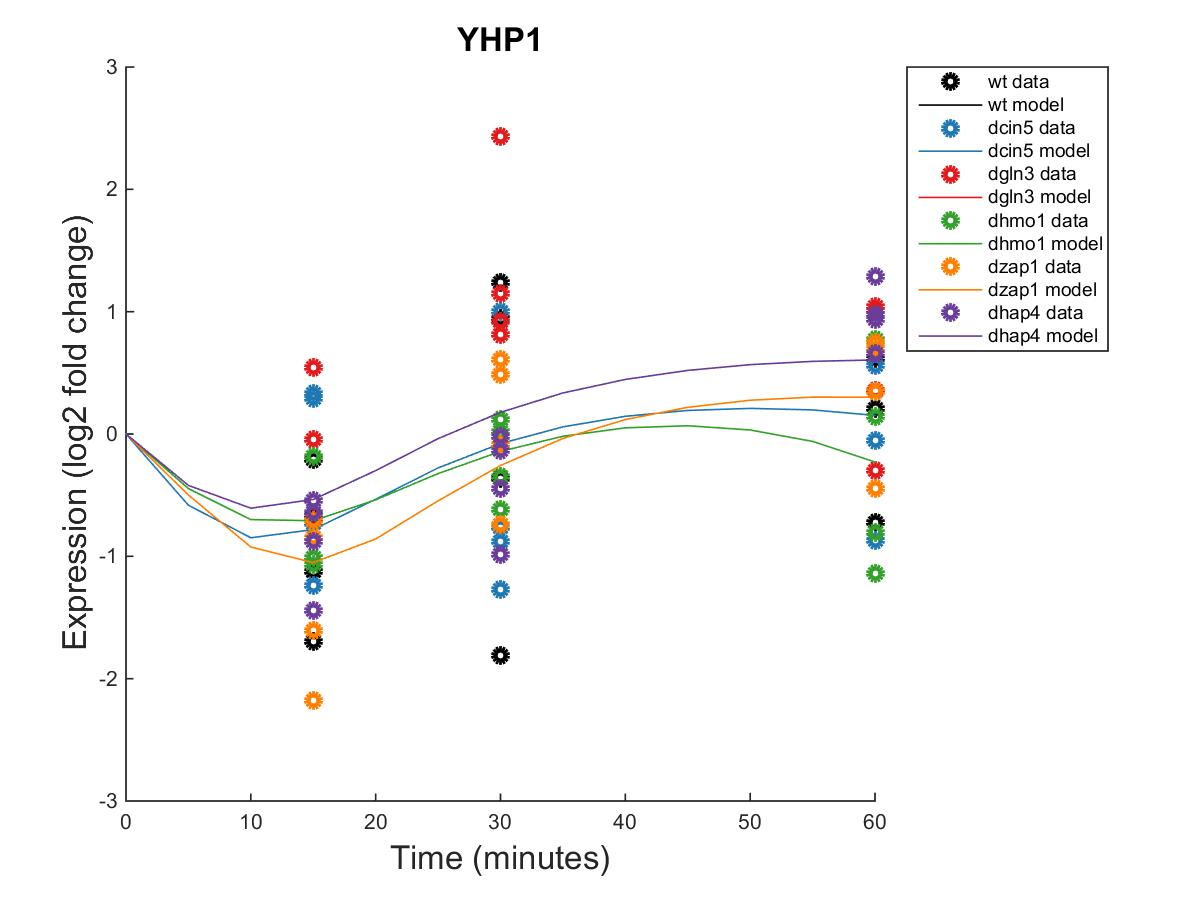 YHP1
3
2
1
0
-1
-2
-3
Expression (log2 fold change)
0 10 20 30 40 50 60
Time (minutes)
wt data
wt model
dcin5 data
dcin5 model
dgln3 data
dgln3 model
dhmo1 data
dhmo1 model
dzap1 data
dzap1 model
dhap4 data
dhap4 model